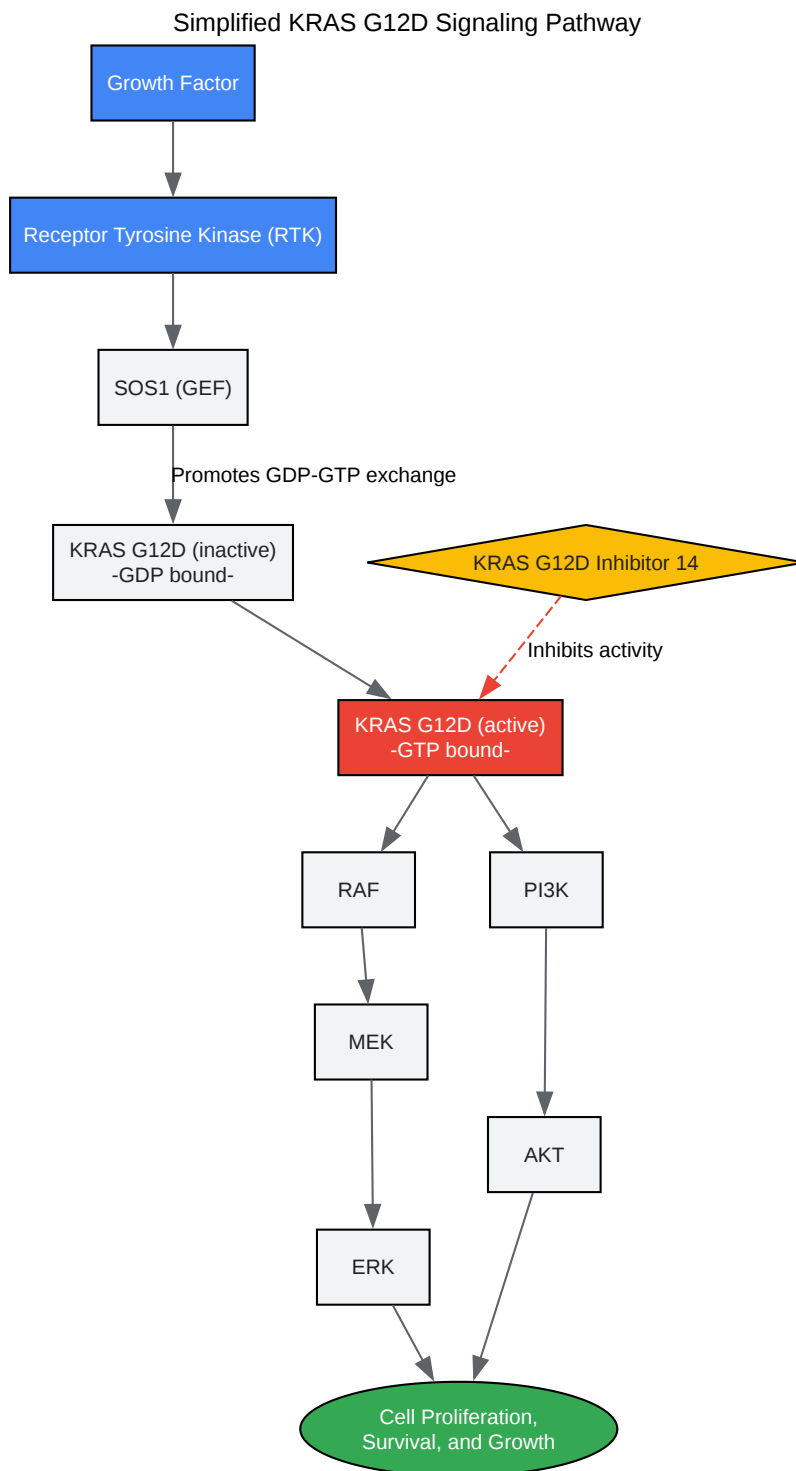 Simplified KRAS G12D Signaling Pathway
Growth Factor
Receptor Tyrosine Kinase (RTK)
SOS1 (GEF)
Promotes GDP-GTP exchange
KRAS G12D (inactive)
-GDP bound-
KRAS G12D Inhibitor 14
Inhibits activity
KRAS G12D (active)
-GTP bound-
RAF
PI3K
MEK
AKT
ERK
Cell Proliferation,
Survival, and Growth